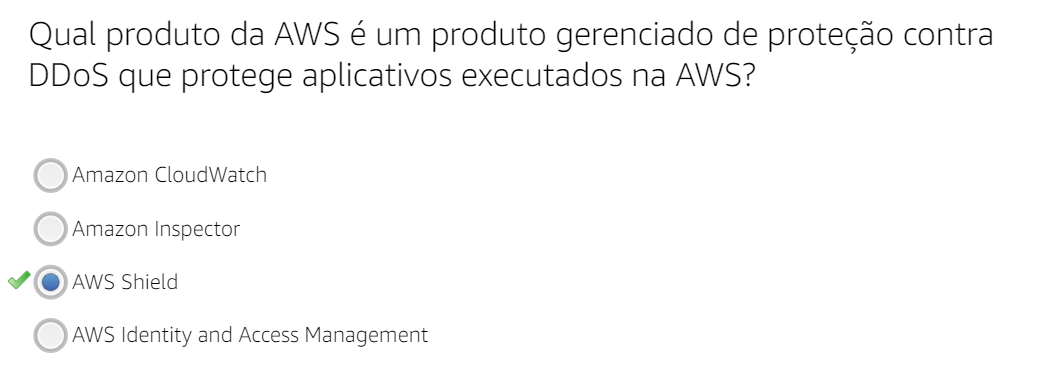 Qual produto da AWS é um produto gerenciado de proteção contra
DDoS que protege aplicativos executados na AWS?
Amazon CloudWatch
Amazon Inspector
AWS Shield
AWS Identity and Access Management